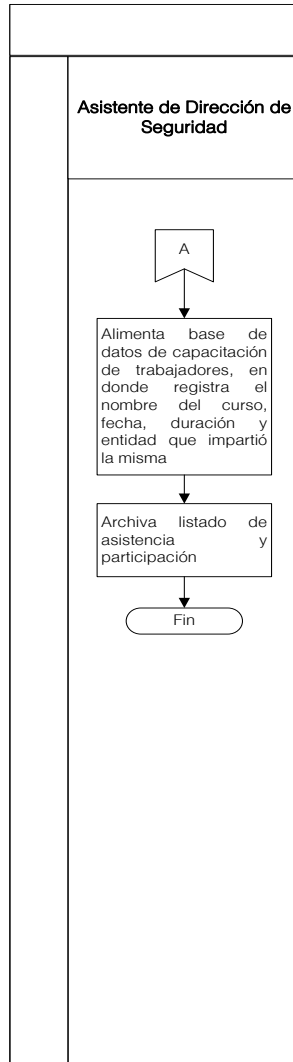 Asistente de Dirección de
Seguridad
A
Alimenta base de
datos de capacitación
de trabajadores, en
donde registra el
nombre del curso,
fecha, duración y
entidad que impartió
la misma
Archiva listado de
asistencia y
participación
Fin